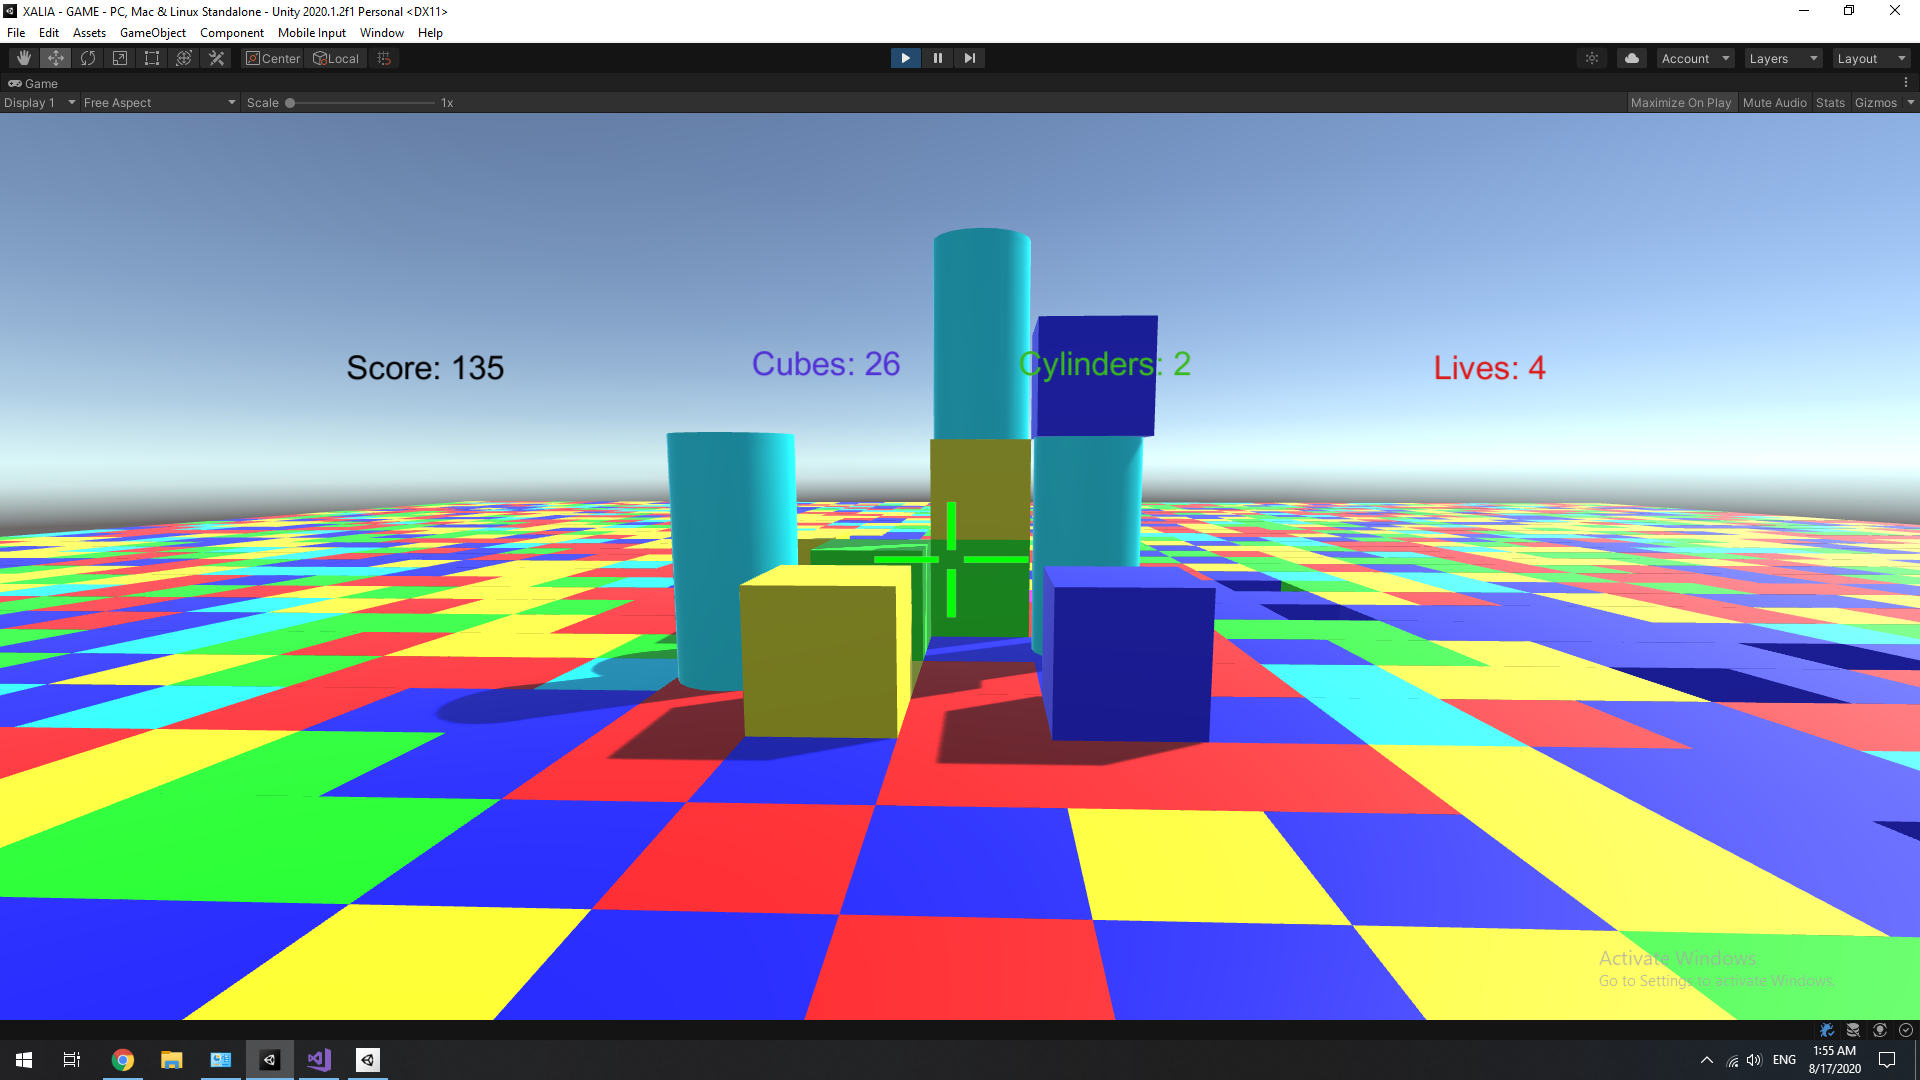 XALIA - GAME - PC, Mac & Linux Standalone - Unity 2020.1.2f1 Personal <DX11>
File Edit Assets GameObject Component Mobile Input Window Help
Center Local Account Layers Layout
Game
Display 1 Free Aspect Scale 1x Maximize On Play Mute Audio Stats Gizmos
Score: 135 Cubes: 26 Cylinders: 2 Lives: 4
Activate Windows
Go to Settings to activate Windows.
ENG 1:55 AM
8/17/2020